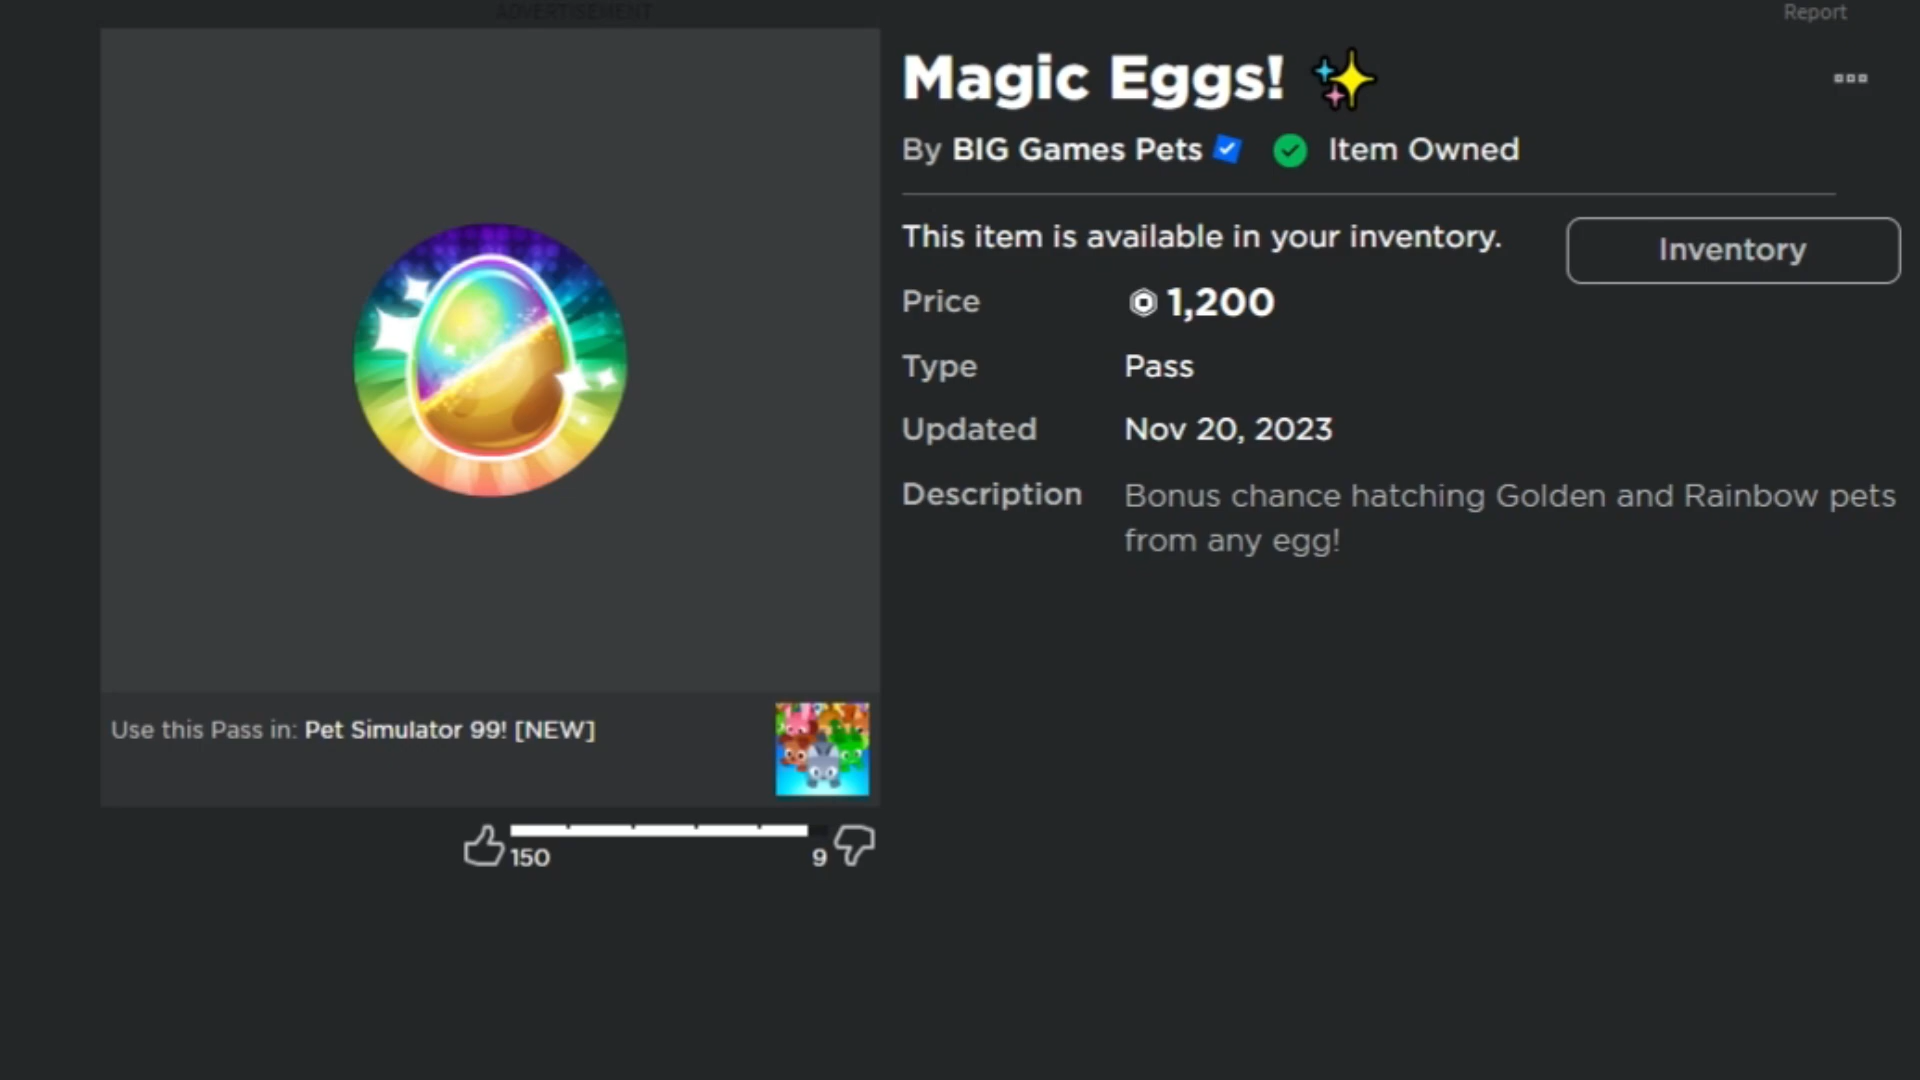 ADVERTISEMENT
Report
Magic Eggs! ✨
By BIG Games Pets Item Owned
This item is available in your inventory.
Inventory
Price 1,200
Type Pass
Updated Nov 20, 2023
Description Bonus chance hatching Golden and Rainbow pets
from any egg!
Use this Pass in: Pet Simulator 99! [NEW]
150 9